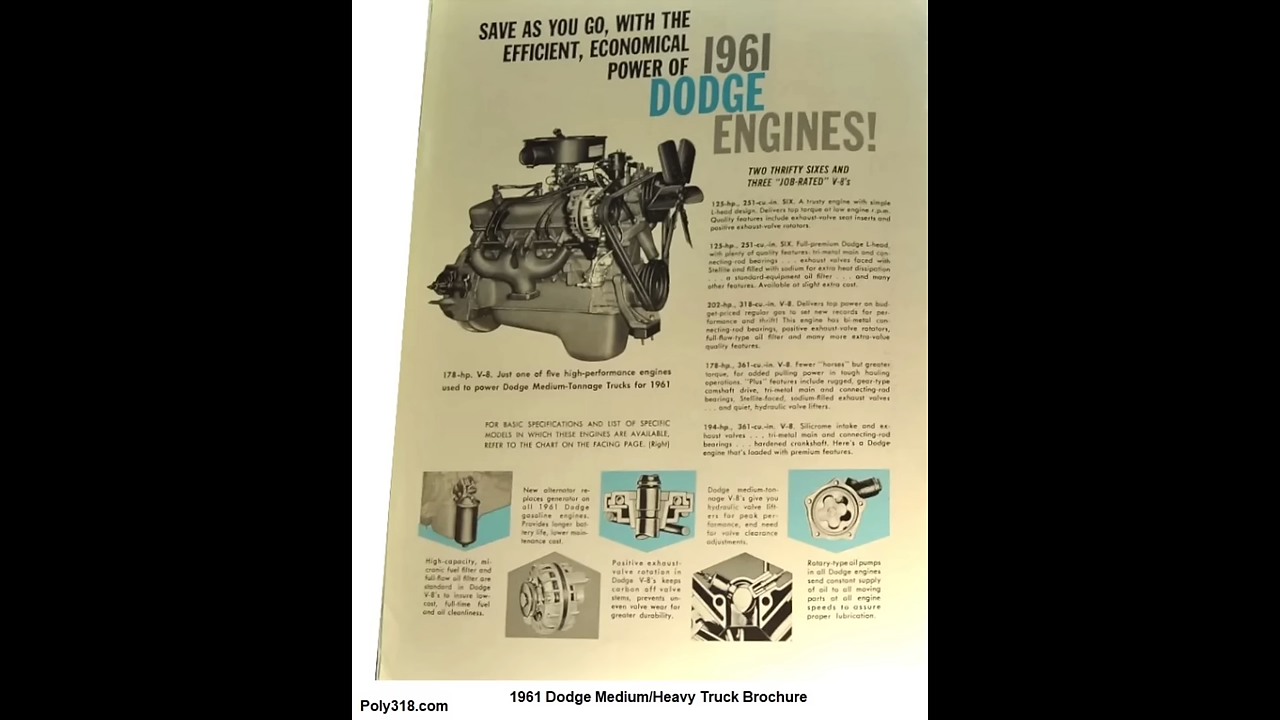 SAVE AS YOU GO, WITH THE
EFFICIENT, ECONOMICAL
POWER OF 1961
DODGE
ENGINES!
TWO THRIFTY SIXES AND
THREE "JOB-RATED" V-8's
125-hp., 251-cu.-in. SIX. A trusty engine with simple
L-head design. Delivers top torque at low engine r.p.m.
Quality features include exhaust-valve seat inserts and
positive exhaust-valve rotators.
125-hp., 251-cu.-in. SIX. Full-premium Dodge L-head,
with plenty of quality features: tri-metal main and con-
necting-rod bearings . . . exhaust valves faced with
Stellite and filled with sodium for extra heat dissipation
. . . a standard-equipment oil filter . . . and many
other features. Available at slight extra cost.
202-hp., 318-cu.-in. V-8. Delivers top power on bud-
get-priced regular gas to set new records for per-
formance and thrift! This engine has bi-metal con-
necting-rod bearings, positive exhaust-valve rotators,
full-flow-type oil filter and many more extra-value
quality features.
178-hp., 361-cu.-in. V-8. Fewer "horses" but greater
torque, for added pulling power in tough hauling
operations. "Plus" features include rugged, gear-type
camshaft drive, tri-metal main and connecting-rod
bearings, Stellite-faced, sodium-filled exhaust valves
. . . and quiet, hydraulic valve lifters.
194-hp., 361-cu.-in. V-8. Silicrome intake and ex-
haust valves . . . tri-metal main and connecting-rod
bearings . . . hardened crankshaft. Here's a Dodge
engine that's loaded with premium features.
178-hp. V-8. Just one of five high-performance engines
used to power Dodge Medium-Tonnage Trucks for 1961
FOR BASIC SPECIFICATIONS AND LIST OF SPECIFIC
MODELS IN WHICH THESE ENGINES ARE AVAILABLE,
REFER TO THE CHART ON THE FACING PAGE. (Right)
High-capacity, mi-
cronic fuel filter and
full-flow oil filter are
standard in Dodge
V-8's to insure low-
cost, full-time fuel
and oil cleanliness.
New alternator re-
places generator on
all 1961 Dodge
gasoline engines.
Provides longer bat-
tery life, lower main-
tenance cost.
Positive exhaust-
valve rotation in
Dodge V-8's keeps
carbon off valve
stems, prevents un-
even valve wear for
greater durability.
Dodge medium-ton-
nage V-8's give you
hydraulic valve lift-
ers for peak per-
formance, end need
for valve clearance
adjustments.
Rotary-type oil pumps
in all Dodge engines
send constant supply
of oil to all moving
parts at all engine
speeds to assure
proper lubrication.
1961 Dodge Medium/Heavy Truck Brochure
Poly318.com